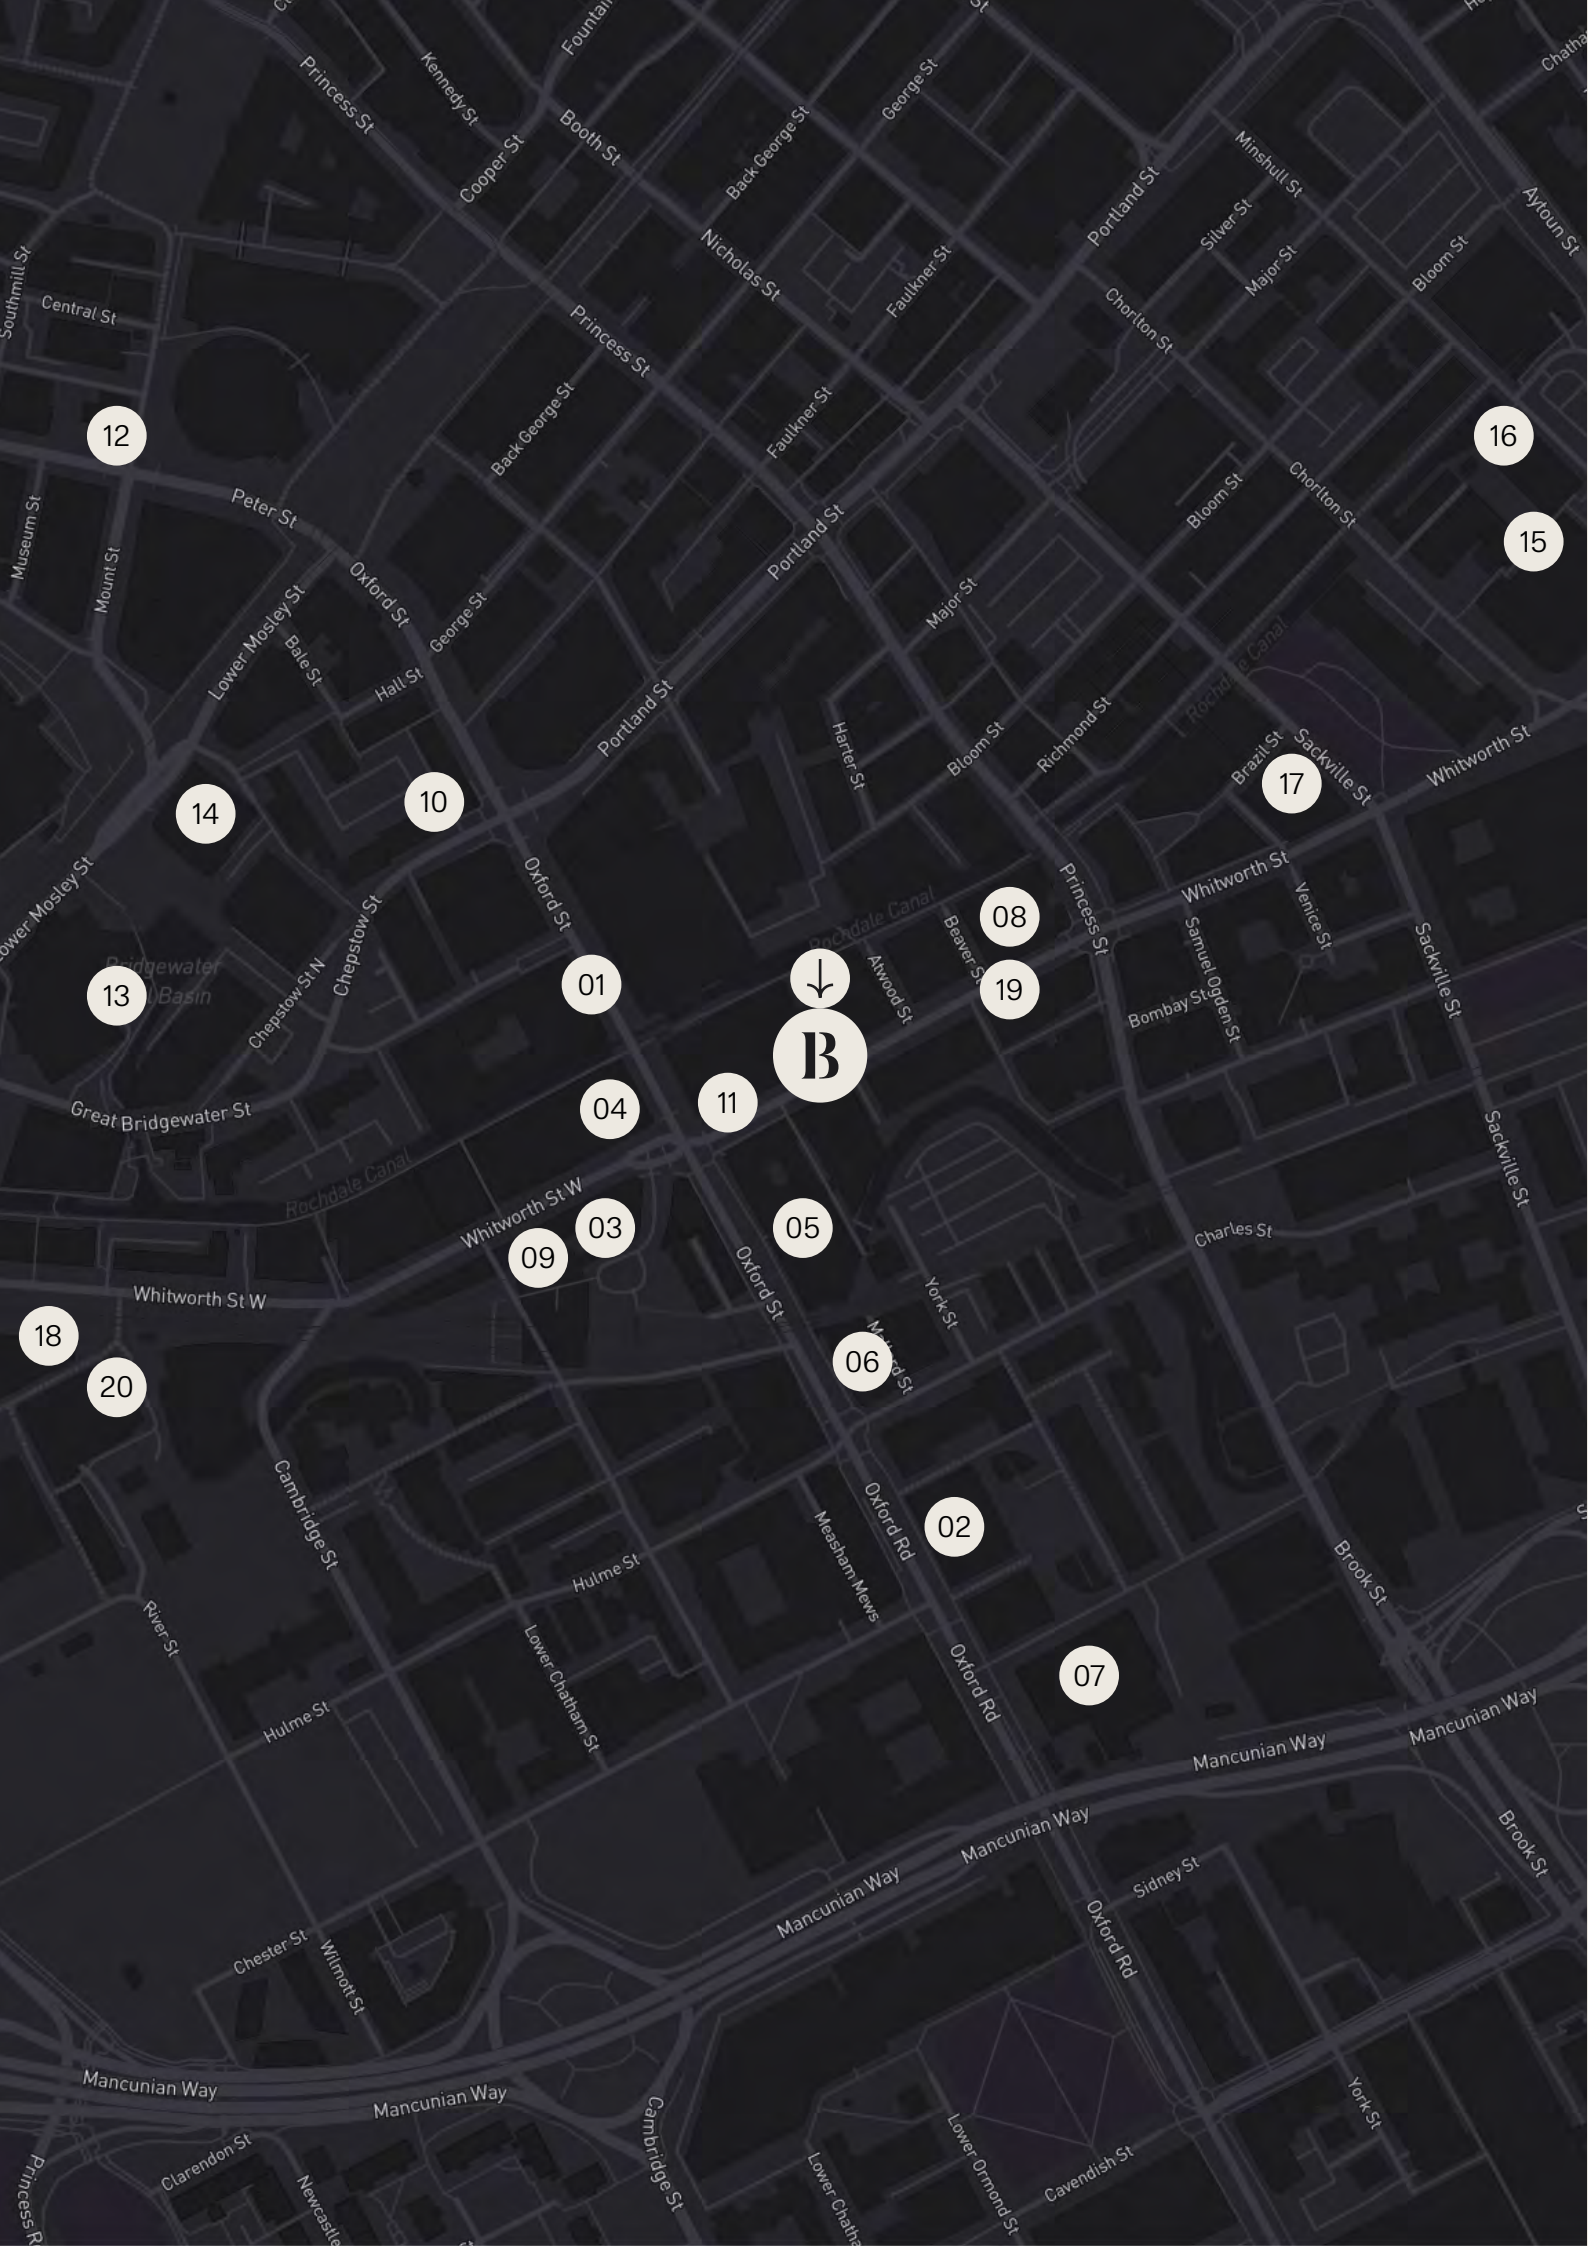 Princess St
Kennedy St
Booth St
Cooper St
Back George St
George St
Minshull St
Portland St
Silver St
Major St
Bloom St
Aytoun St
Nicholas St
Faulkner St
Chorlton St
Southmill St
Central St
Princess St
Back George St
Faulkner St
12
16
Peter St
Museum St
Mount St
Portland St
Bloom St
Chorlton St
15
Oxford St
Lower Mosley St
Bale St
George St
Hall St
Major St
Rochdale Canal
Portland St
Harter St
Bloom St
Richmond St
Brazil St
Sackville St
Whitworth St
17
10
14
Lower Mosley St
Oxford St
Chepstow St
Princess St
Whitworth St
Venice St
Rochdale Canal
Beaver St
08
Samuel Ogden St
Sackville St
Bridgewater
Basin
13
Chepstow St N
01
Atwood St
19
Bombay St
B
Great Bridgewater St
04
11
Sackville St
Rochdale Canal
Whitworth St W
03
05
09
Charles St
Oxford St
York St
Whitworth St W
18
20
06
Cambridge St
Oxford Rd
02
Measham Mews
Hulme St
Brook St
River St
Lower Chatham St
Oxford Rd
07
Hulme St
Mancunian Way
Mancunian Way
Mancunian Way
Mancunian Way
Brook St
Sidney St
Oxford Rd
Chester St
Wilmott St
Mancunian Way
Mancunian Way
Cambridge St
York St
Clarendon St
Lower Ormond St
Cavendish St
Newcastle